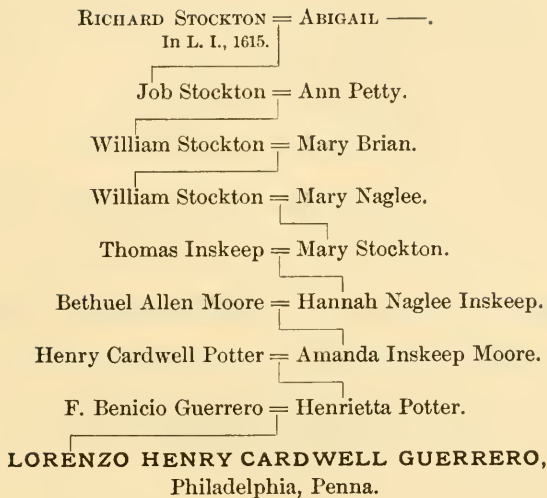 RICHARD STOCKTON = ABIGAIL ——.
In L. I., 1615.
Job Stockton = Ann Petty.
William Stockton = Mary Brian.
William Stockton = Mary Naglee.
Thomas Inskeep = Mary Stockton.
Bethuel Allen Moore = Hannah Naglee Inskeep.
Henry Cardwell Potter = Amanda Inskeep Moore.
F. Benicio Guerrero = Henrietta Potter.
LORENZO HENRY CARDWELL GUERRERO,
Philadelphia, Penna.